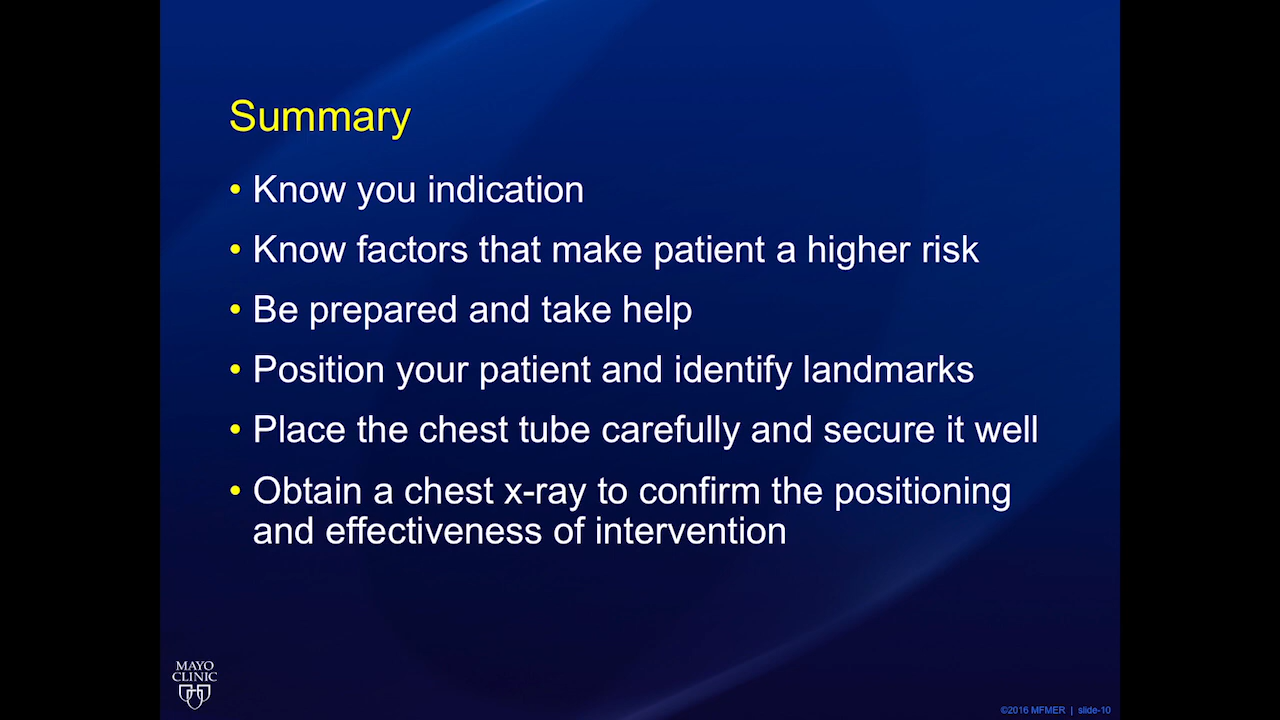 Summary
• Know you indication
• Know factors that make patient a higher risk
• Be prepared and take help
• Position your patient and identify landmarks
• Place the chest tube carefully and secure it well
• Obtain a chest x-ray to confirm the positioning
and effectiveness of intervention
MAYO
CLINIC
©2016 MFMER | slide-10